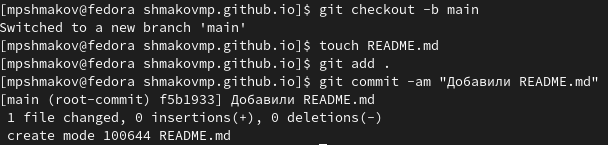 [mpshmakov@fedora shmakovmp.github.io]$ git checkout -b main
Switched to a new branch 'main'
[mpshmakov@fedora shmakovmp.github.io]$ touch README.md
[mpshmakov@fedora shmakovmp.github.io]$ git add .
[mpshmakov@fedora shmakovmp.github.io]$ git commit -am "Добавили README.md"
[main (root-commit) f5b1933] Добавили README.md
 1 file changed, 0 insertions(+), 0 deletions(-)
 create mode 100644 README.md